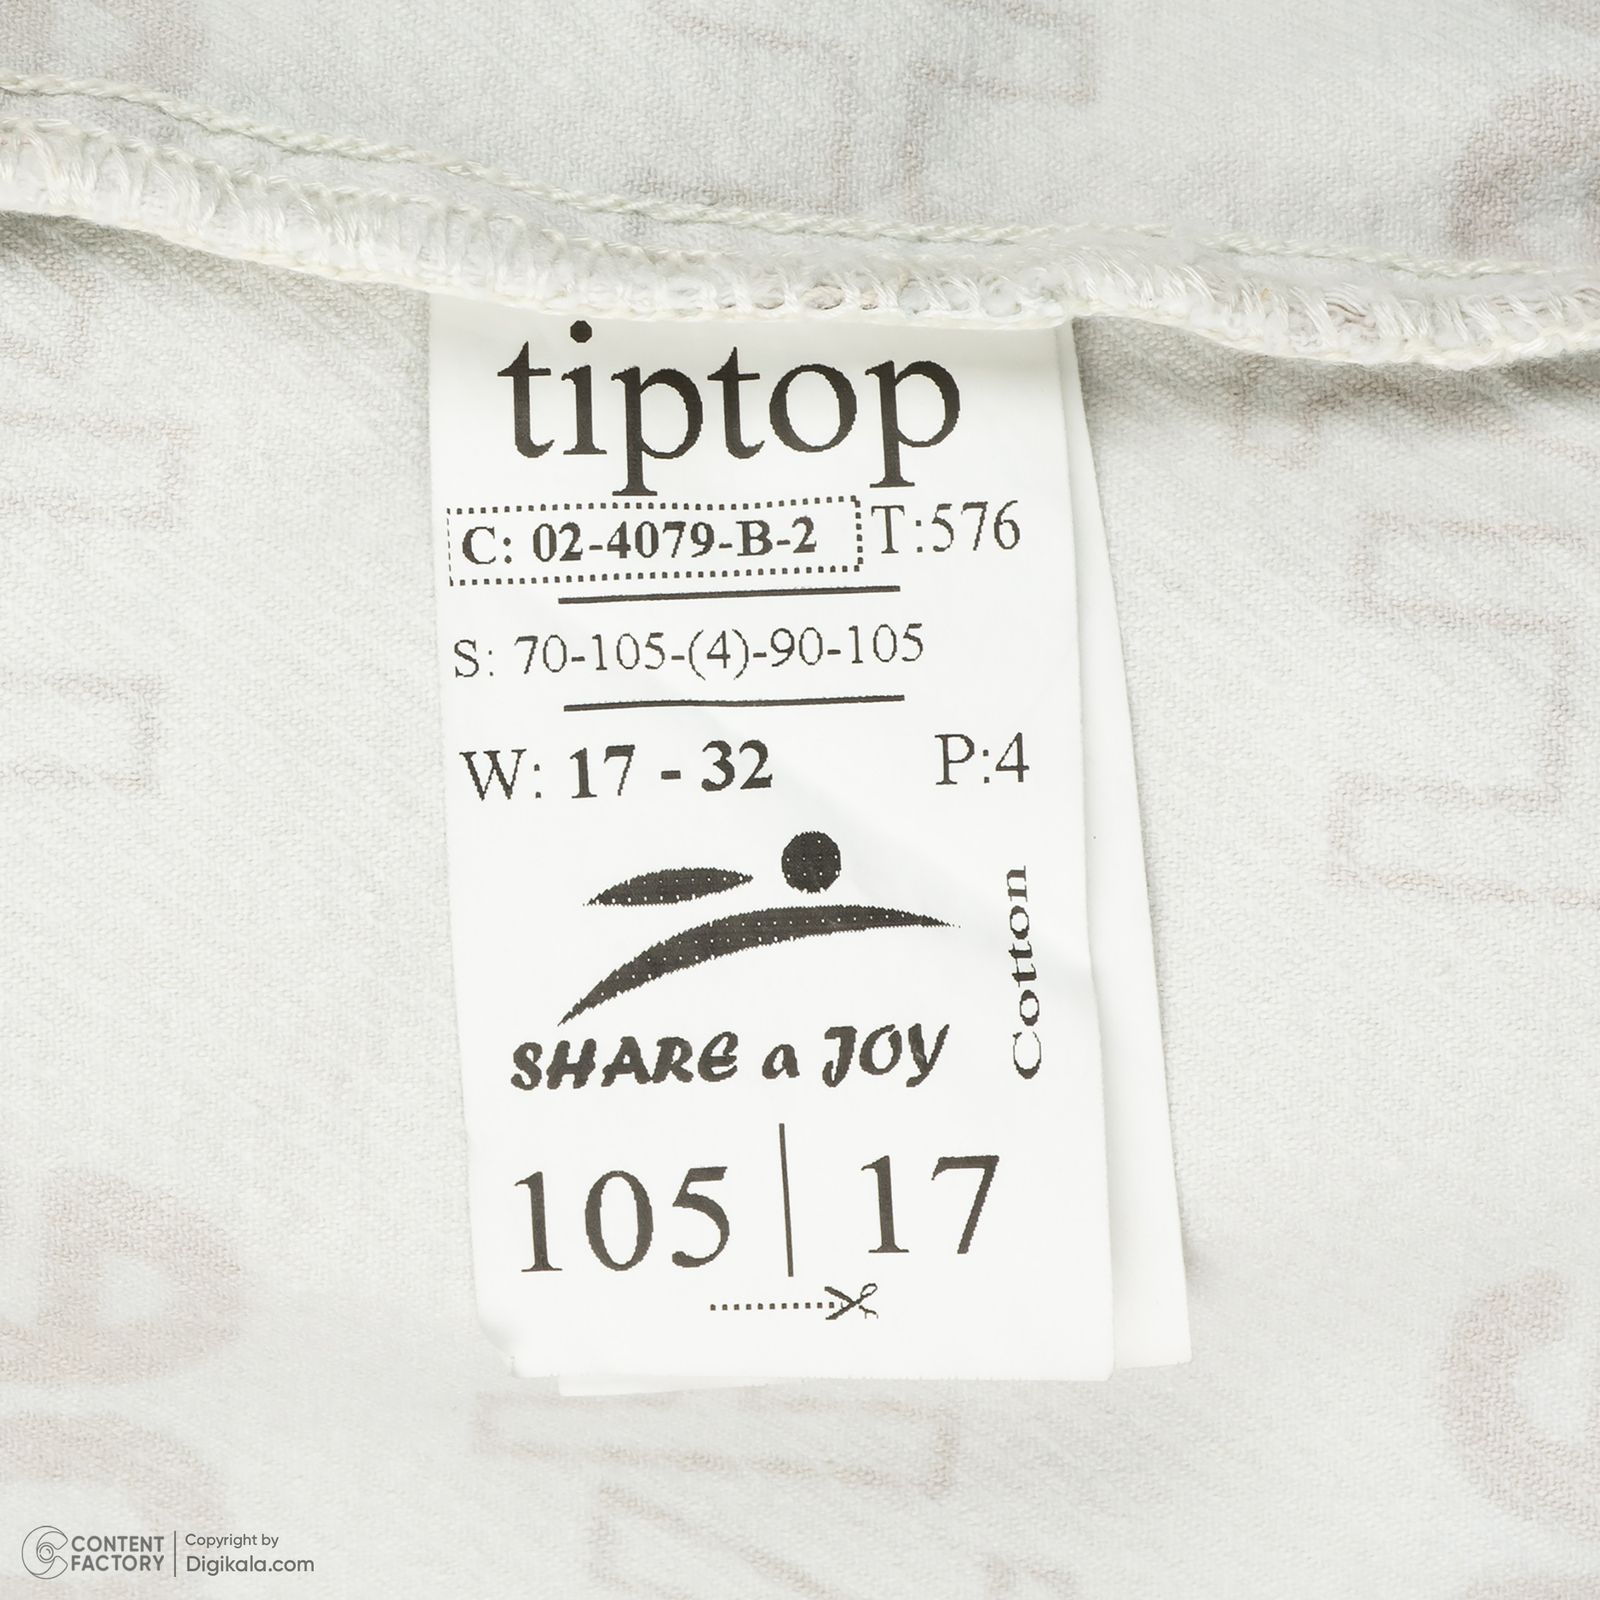 tiptop
C: 02-4079-B-2 T:576
S: 70-105-(4)-90-105
W: 17 - 32 P:4
Cotton
SHARE a JOY
105 | 17
CONTENT FACTORY
Copyright by
Digikala.com